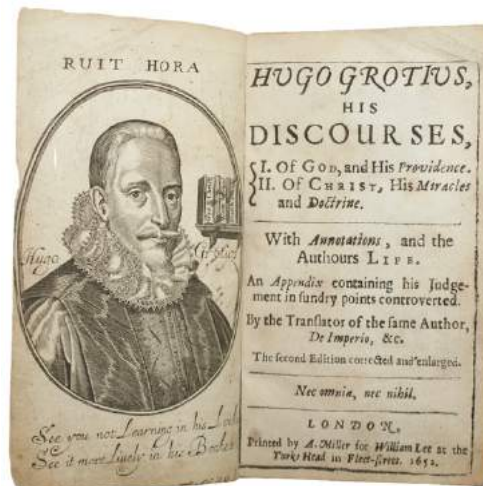 RUIT HORA
Hugo Grotius
See you not Learning in his Lookes
See it more Lively in his Bookes
HUGO GROTIUS,
HIS
DISCOURSES,
I. Of GOD, and His Providence.
II. Of CHRIST, His Miracles
and Doctrine.
With Annotations, and the
Authours LIFE.
An Appendix containing his Judge-
ment in sundry points controverted.
By the Translator of the same Author,
De Imperio, &c.
The second Edition corrected and enlarged.
Nec omnia, nec nihil.
LONDON,
Printed by A. Miller for William Lee at the
Turks Head in Fleet-street. 1652.